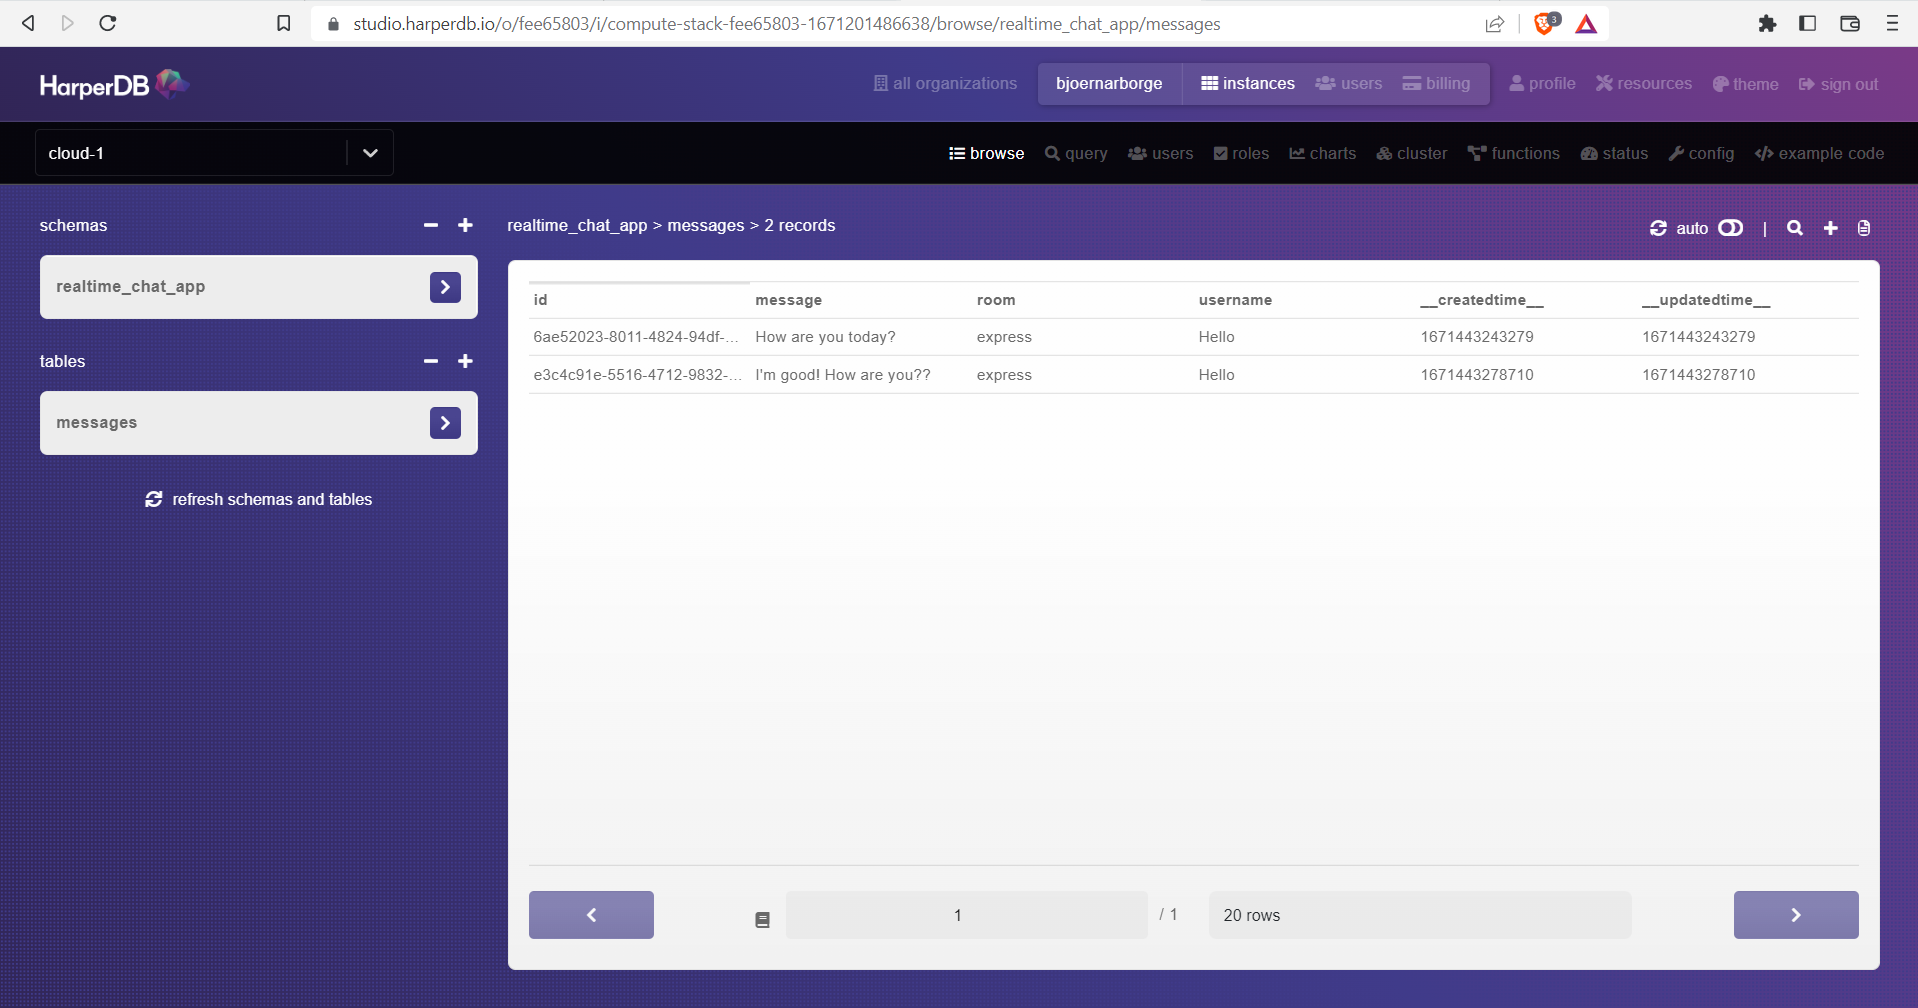 studio.harperdb.io/o/fee65803/i/compute-stack-fee65803-1671201486638/browse/realtime_chat_app/messages
3
HarperDB
all organizations bjoernarborge instances users billing profile resources theme sign out
cloud-1
browse query users roles charts cluster functions status config example code
schemas
realtime_chat_app > messages > 2 records
auto |
realtime_chat_app
id message room username __createdtime__ __updatedtime__
6ae52023-8011-4824-94df-... How are you today? express Hello 1671443243279 1671443243279
e3c4c91e-5516-4712-9832-... I'm good! How are you?? express Hello 1671443278710 1671443278710
tables
messages
refresh schemas and tables
1 / 1 20 rows